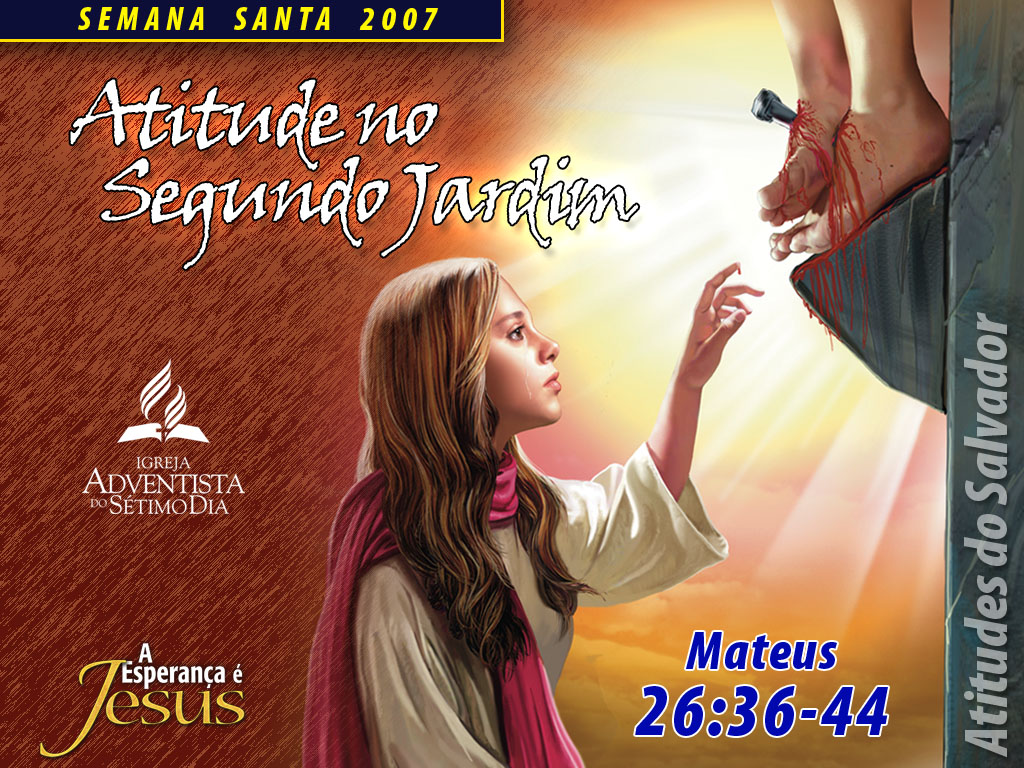 SEMANA SANTA 2007
Atitude no
Segundo Jardim
IGREJA
ADVENTISTA
DO SÉTIMO DIA
A
Esperança é
Jesus
Mateus
26:36-44
Atitudes do Salvador